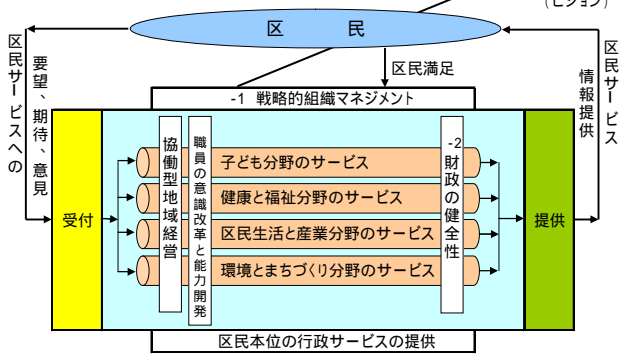 (ビジョン)
区　　民
区民サービスへの
要望、期待、意見
区民満足
情報提供
区民サービス
-1 戦略的組織マネジメント
受付
協働型地域経営
職員の意識改革と能力開発
-2 財政の健全性
子ども分野のサービス
健康と福祉分野のサービス
区民生活と産業分野のサービス
環境とまちづくり分野のサービス
提供
区民本位の行政サービスの提供